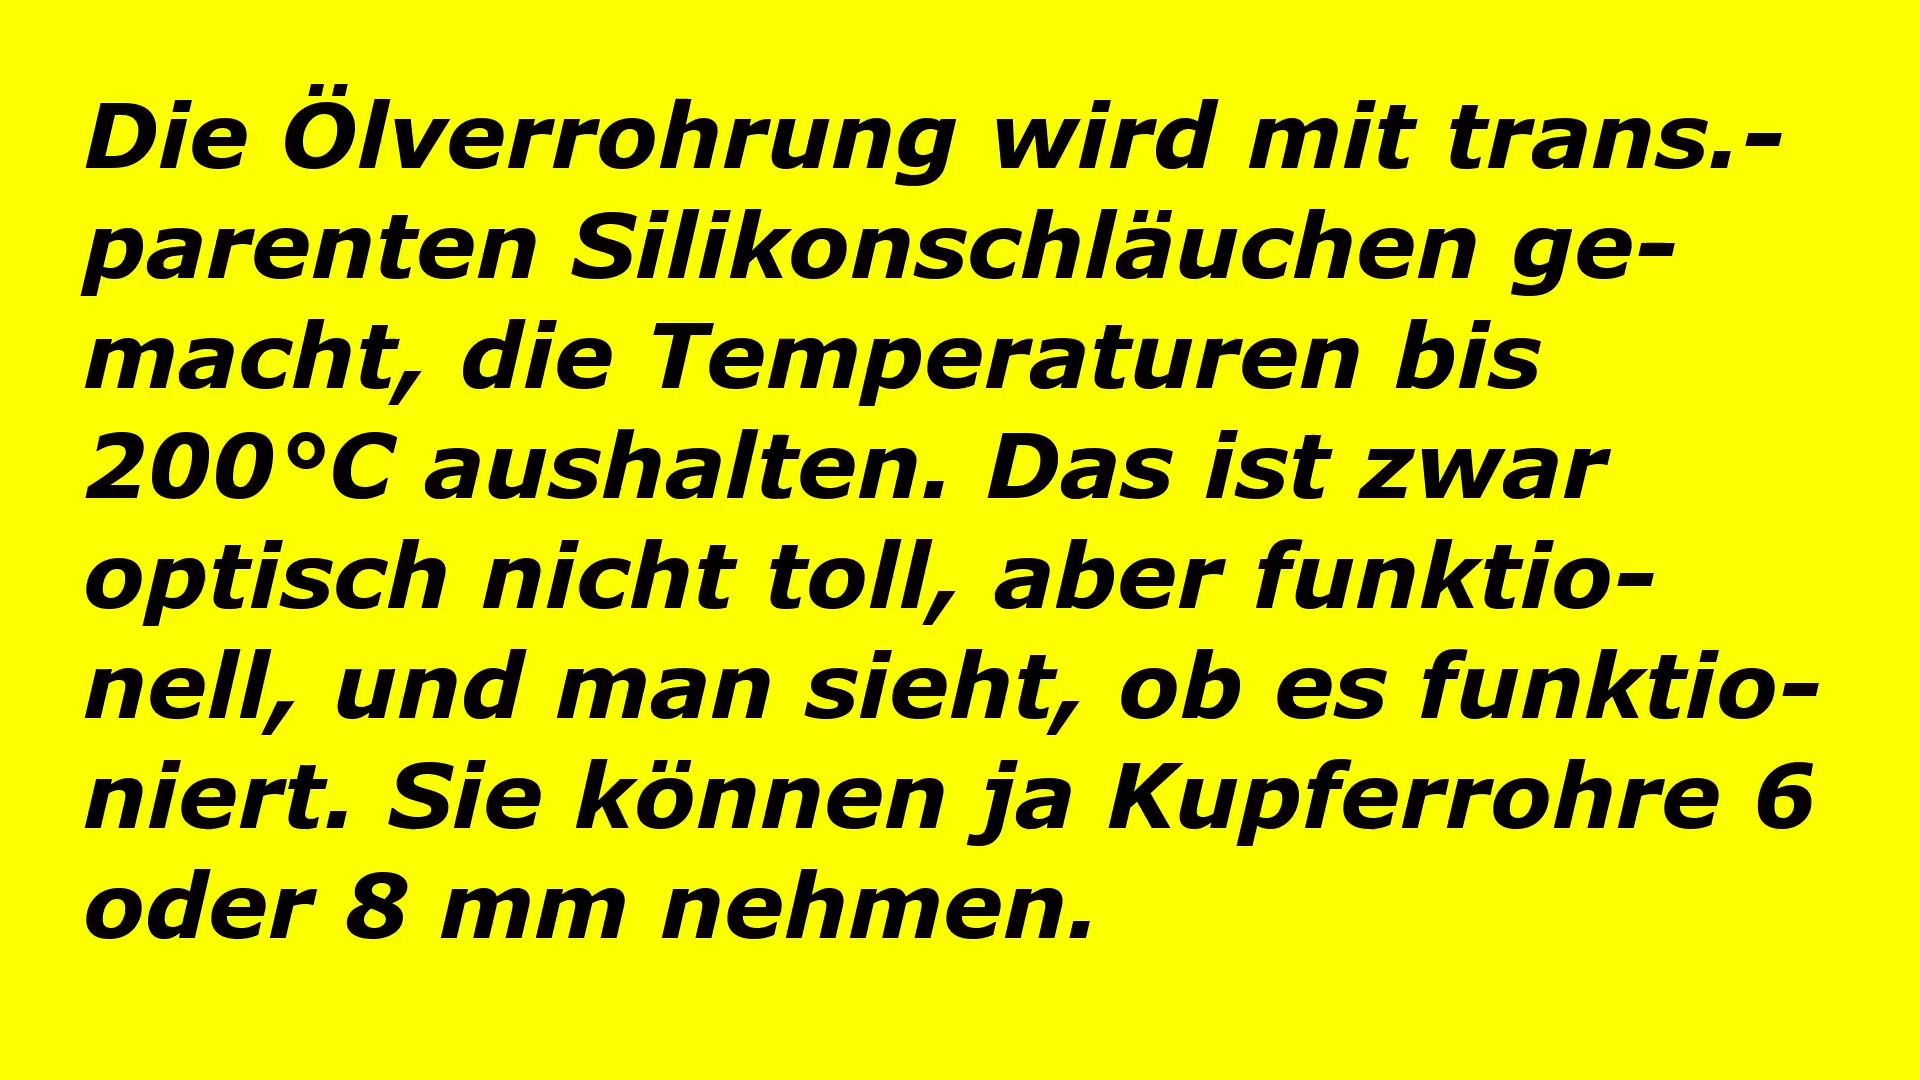 Die Ölverrohrung wird mit trans.-
parenten Silikonschläuchen ge-
macht, die Temperaturen bis
200°C aushalten. Das ist zwar
optisch nicht toll, aber funktio-
nell, und man sieht, ob es funktio-
niert. Sie können ja Kupferrohre 6
oder 8 mm nehmen.